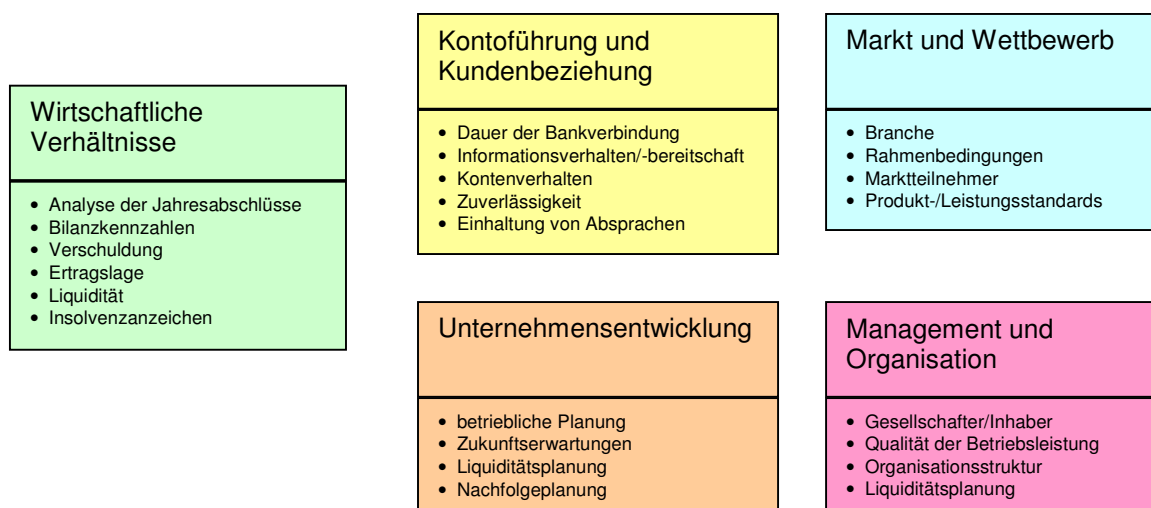 Wirtschaftliche
Verhältnisse
• Analyse der Jahresabschlüsse
• Bilanzkennzahlen
• Verschuldung
• Ertragslage
• Liquidität
• Insolvenzanzeichen
Kontoführung und
Kundenbeziehung
• Dauer der Bankverbindung
• Informationsverhalten/-bereitschaft
• Kontenverhalten
• Zuverlässigkeit
• Einhaltung von Absprachen
Markt und Wettbewerb
• Branche
• Rahmenbedingungen
• Marktteilnehmer
• Produkt-/Leistungsstandards
Unternehmensentwicklung
• betriebliche Planung
• Zukunftserwartungen
• Liquiditätsplanung
• Nachfolgeplanung
Management und
Organisation
• Gesellschafter/Inhaber
• Qualität der Betriebsleistung
• Organisationsstruktur
• Liquiditätsplanung